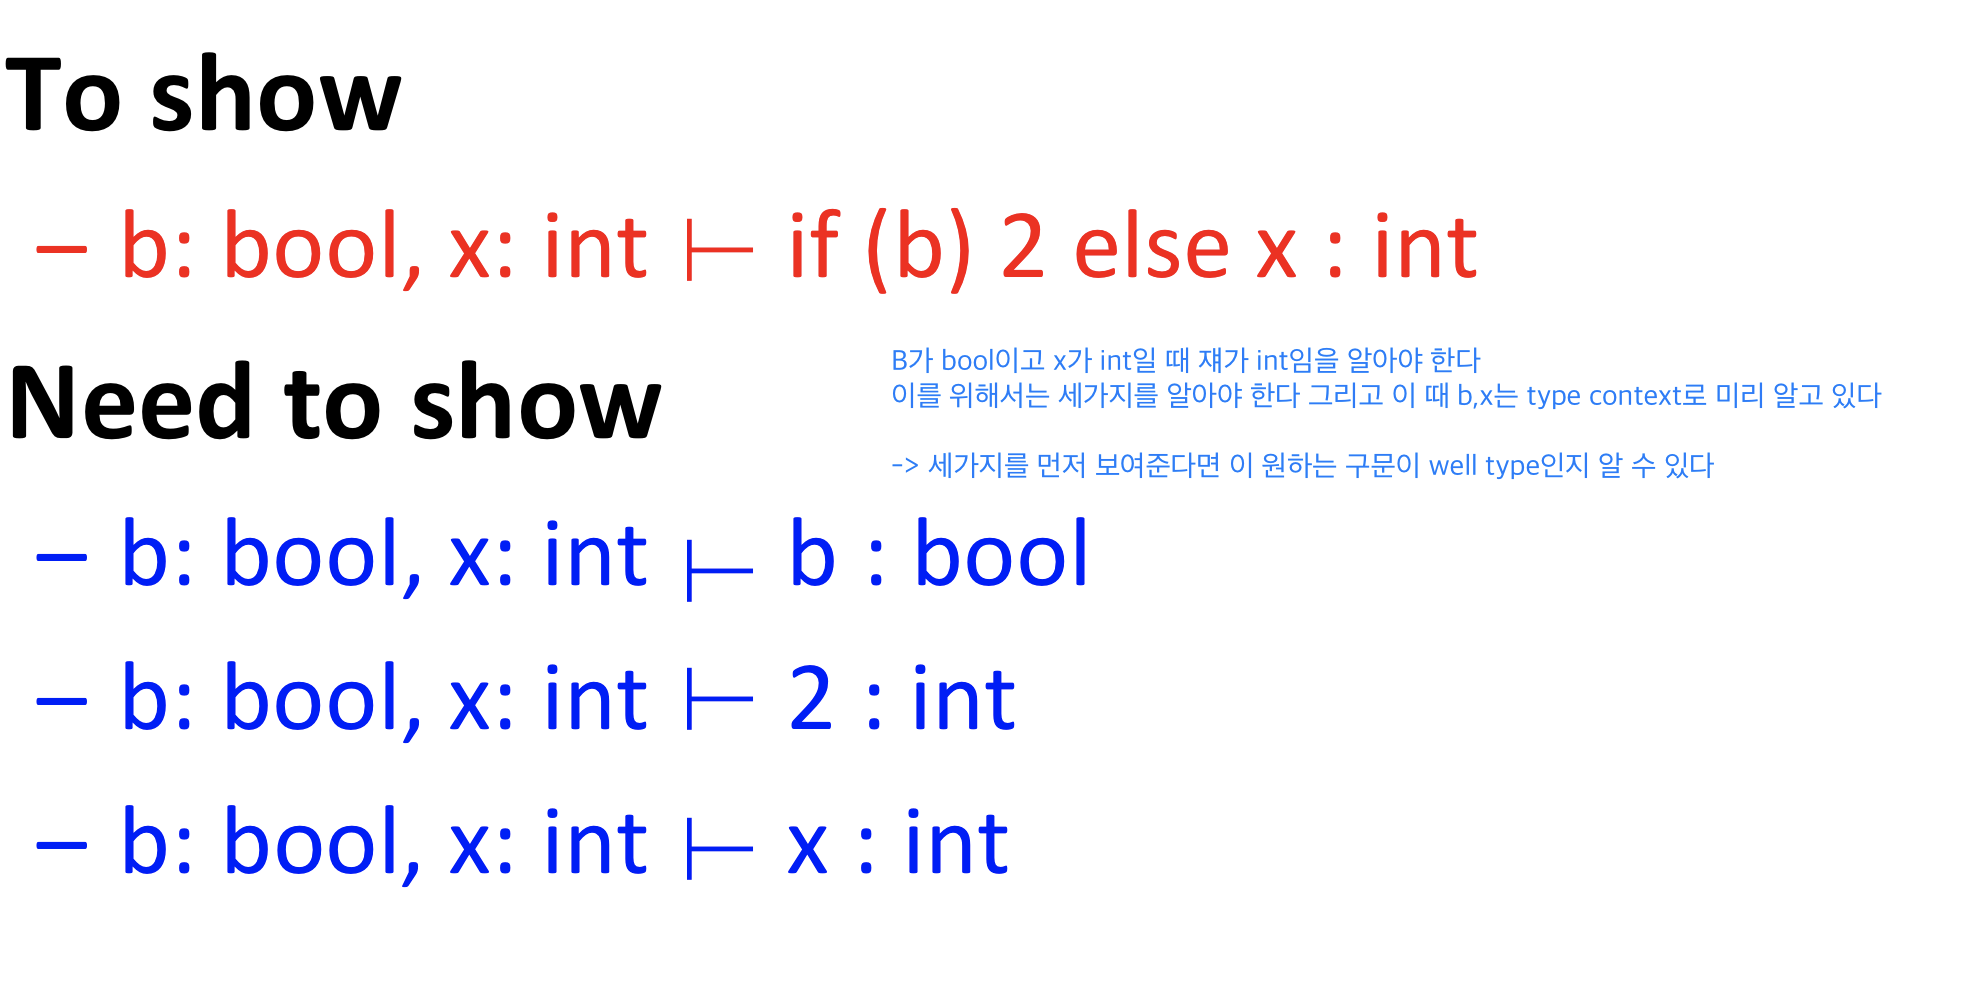 To show
– b: bool, x: int ⊢ if (b) 2 else x : int
Need to show
B가 bool이고 x가 int일 때 쟤가 int임을 알아야 한다
이를 위해서는 세가지를 알아야 한다 그리고 이 때 b,x는 type context로 미리 알고 있다
-> 세가지를 먼저 보여준다면 이 원하는 구문이 well type인지 알 수 있다
– b: bool, x: int ⊢ b : bool
– b: bool, x: int ⊢ 2 : int
– b: bool, x: int ⊢ x : int